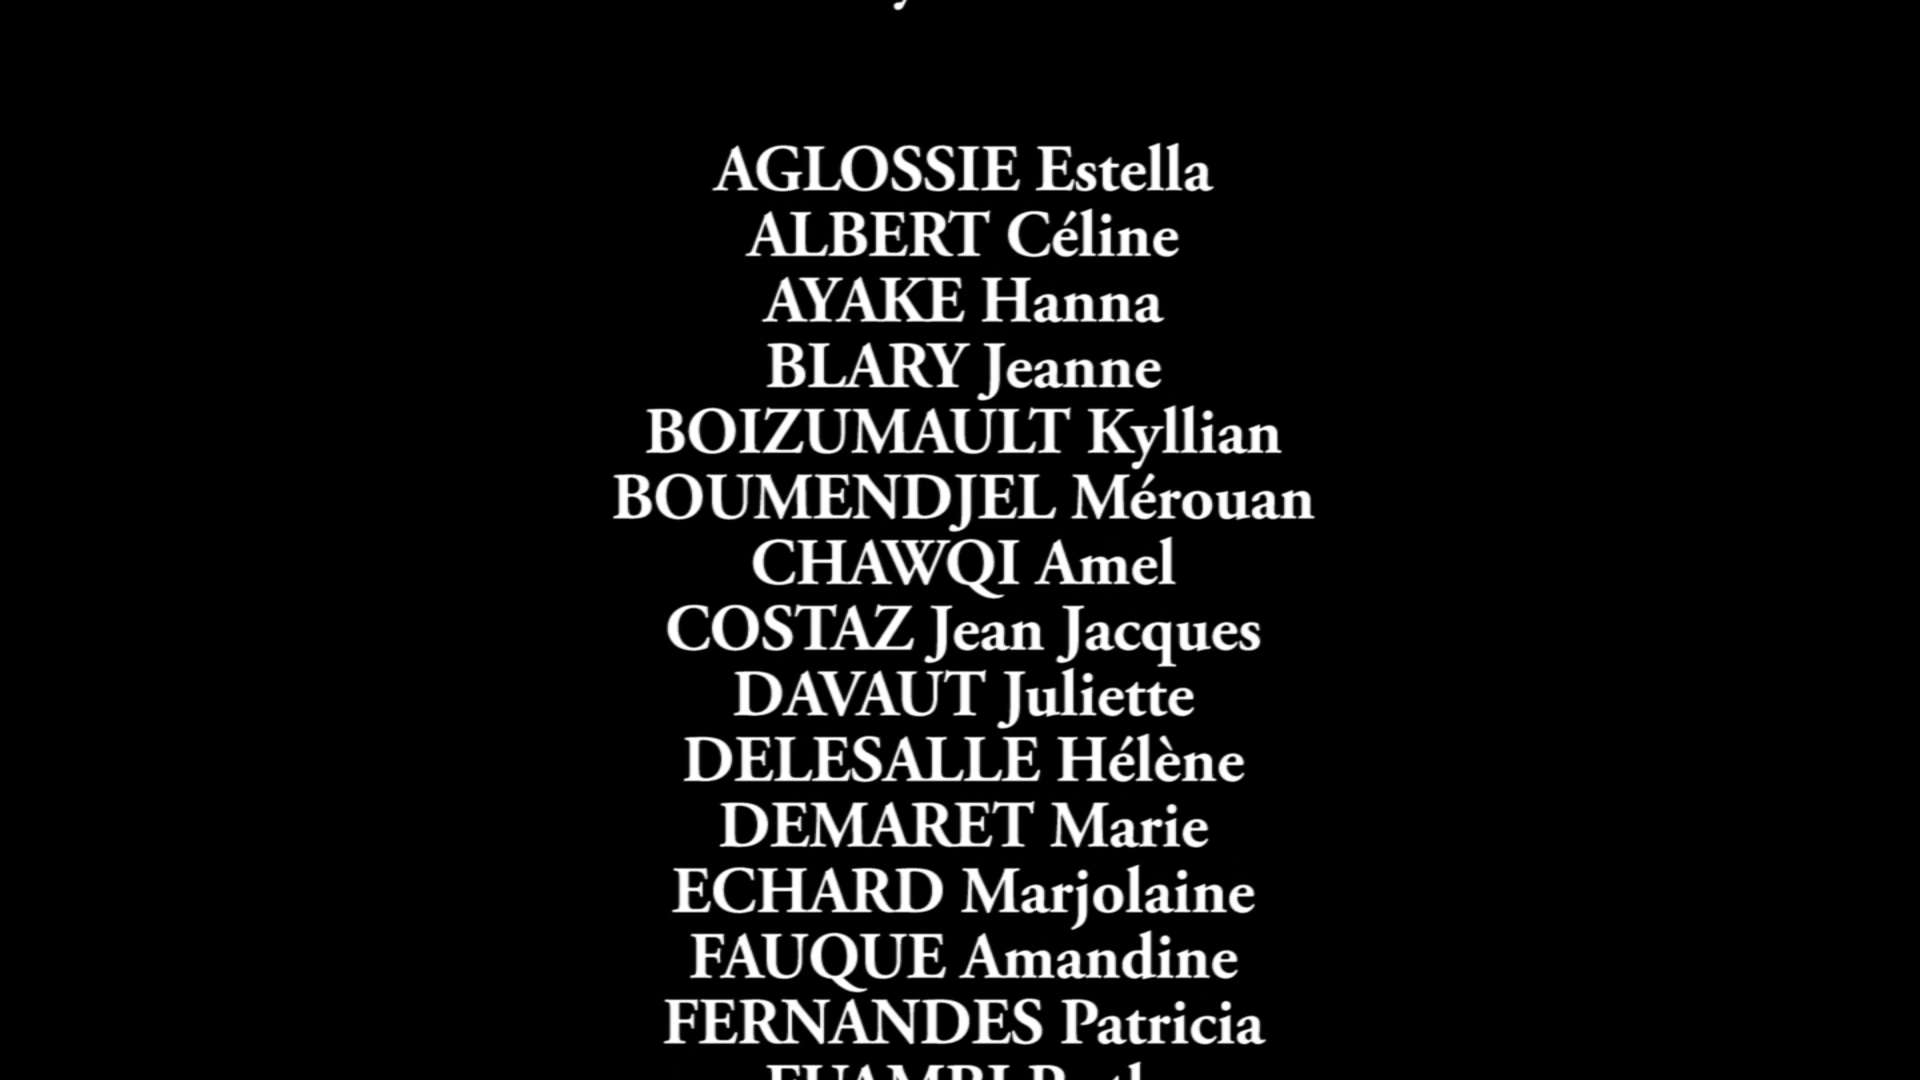 AGLOSSIE Estella
ALBERT Céline
AYAKE Hanna
BLARY Jeanne
BOIZUMAULT Kyllian
BOUMENDJEL Mérouan
CHAWQI Amel
COSTAZ Jean Jacques
DAVAUT Juliette
DELESALLE Hélène
DEMARET Marie
ECHARD Marjolaine
FAUQUE Amandine
FERNANDES Patricia